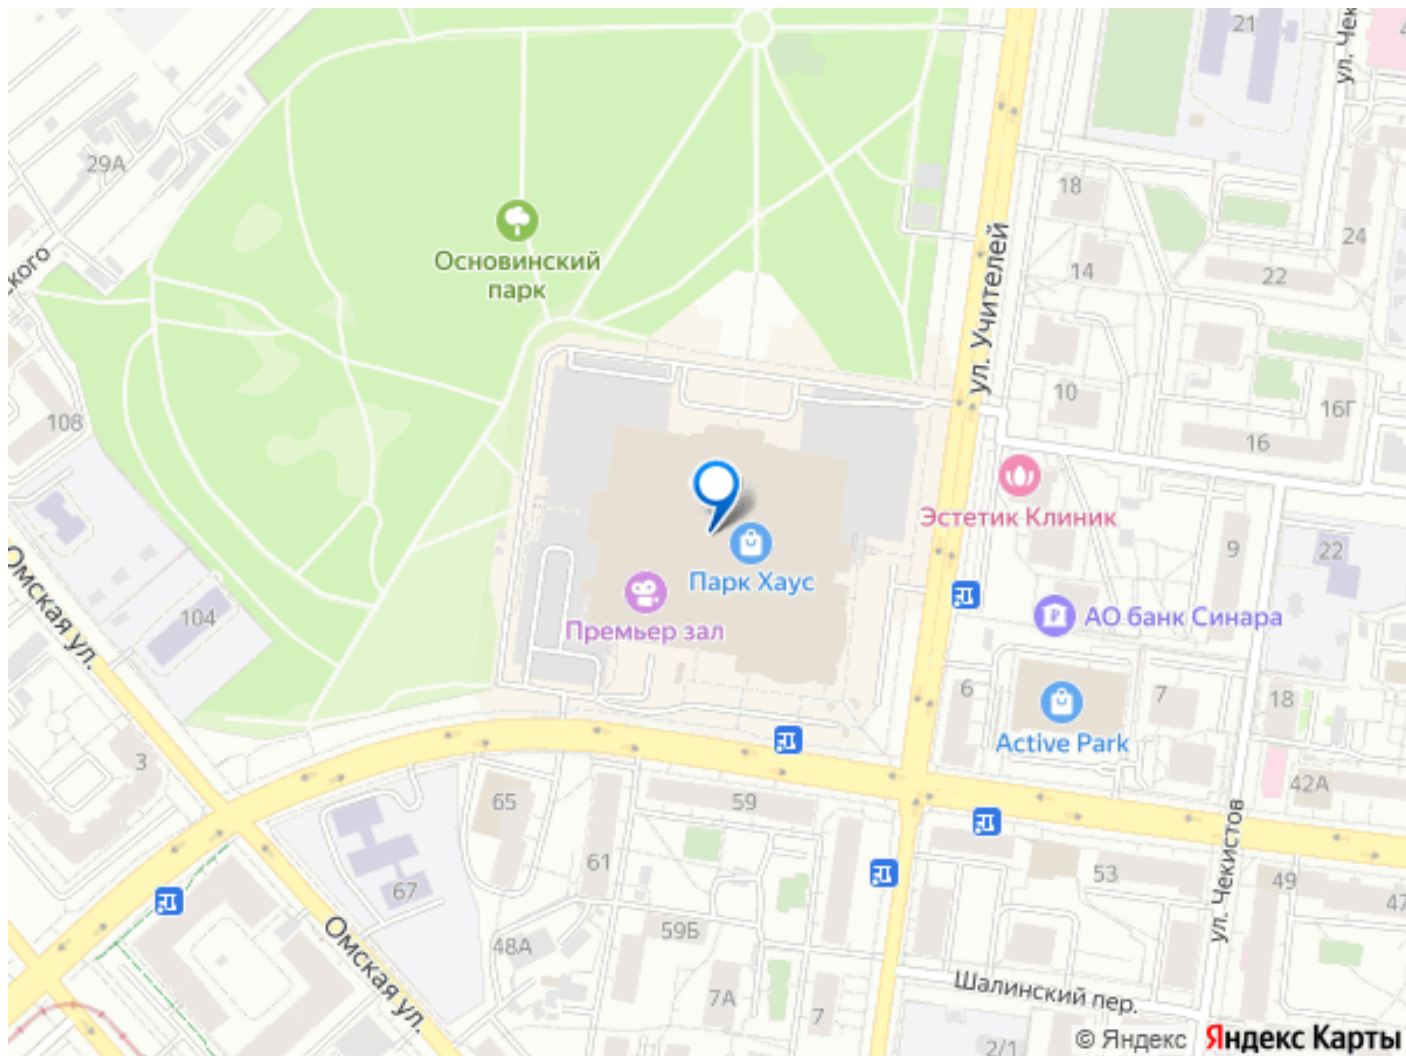 21
ул. Чек
4
29А
18
24
Основинский
парк
кого
ул. Учителей
14
22
10
16Г
108
16
Эстетик Клиник
Омская ул.
9
22
Парк Хаус
104
Премьер зал
АО банк Синара
6
7
18
Active Park
3
42А
65
59
61
53
ул. Чекистов
49
67
47
Омская ул.
48А
59Б
7А
7
Шалинский пер.
2/1
© Яндекс Яндекс Карты